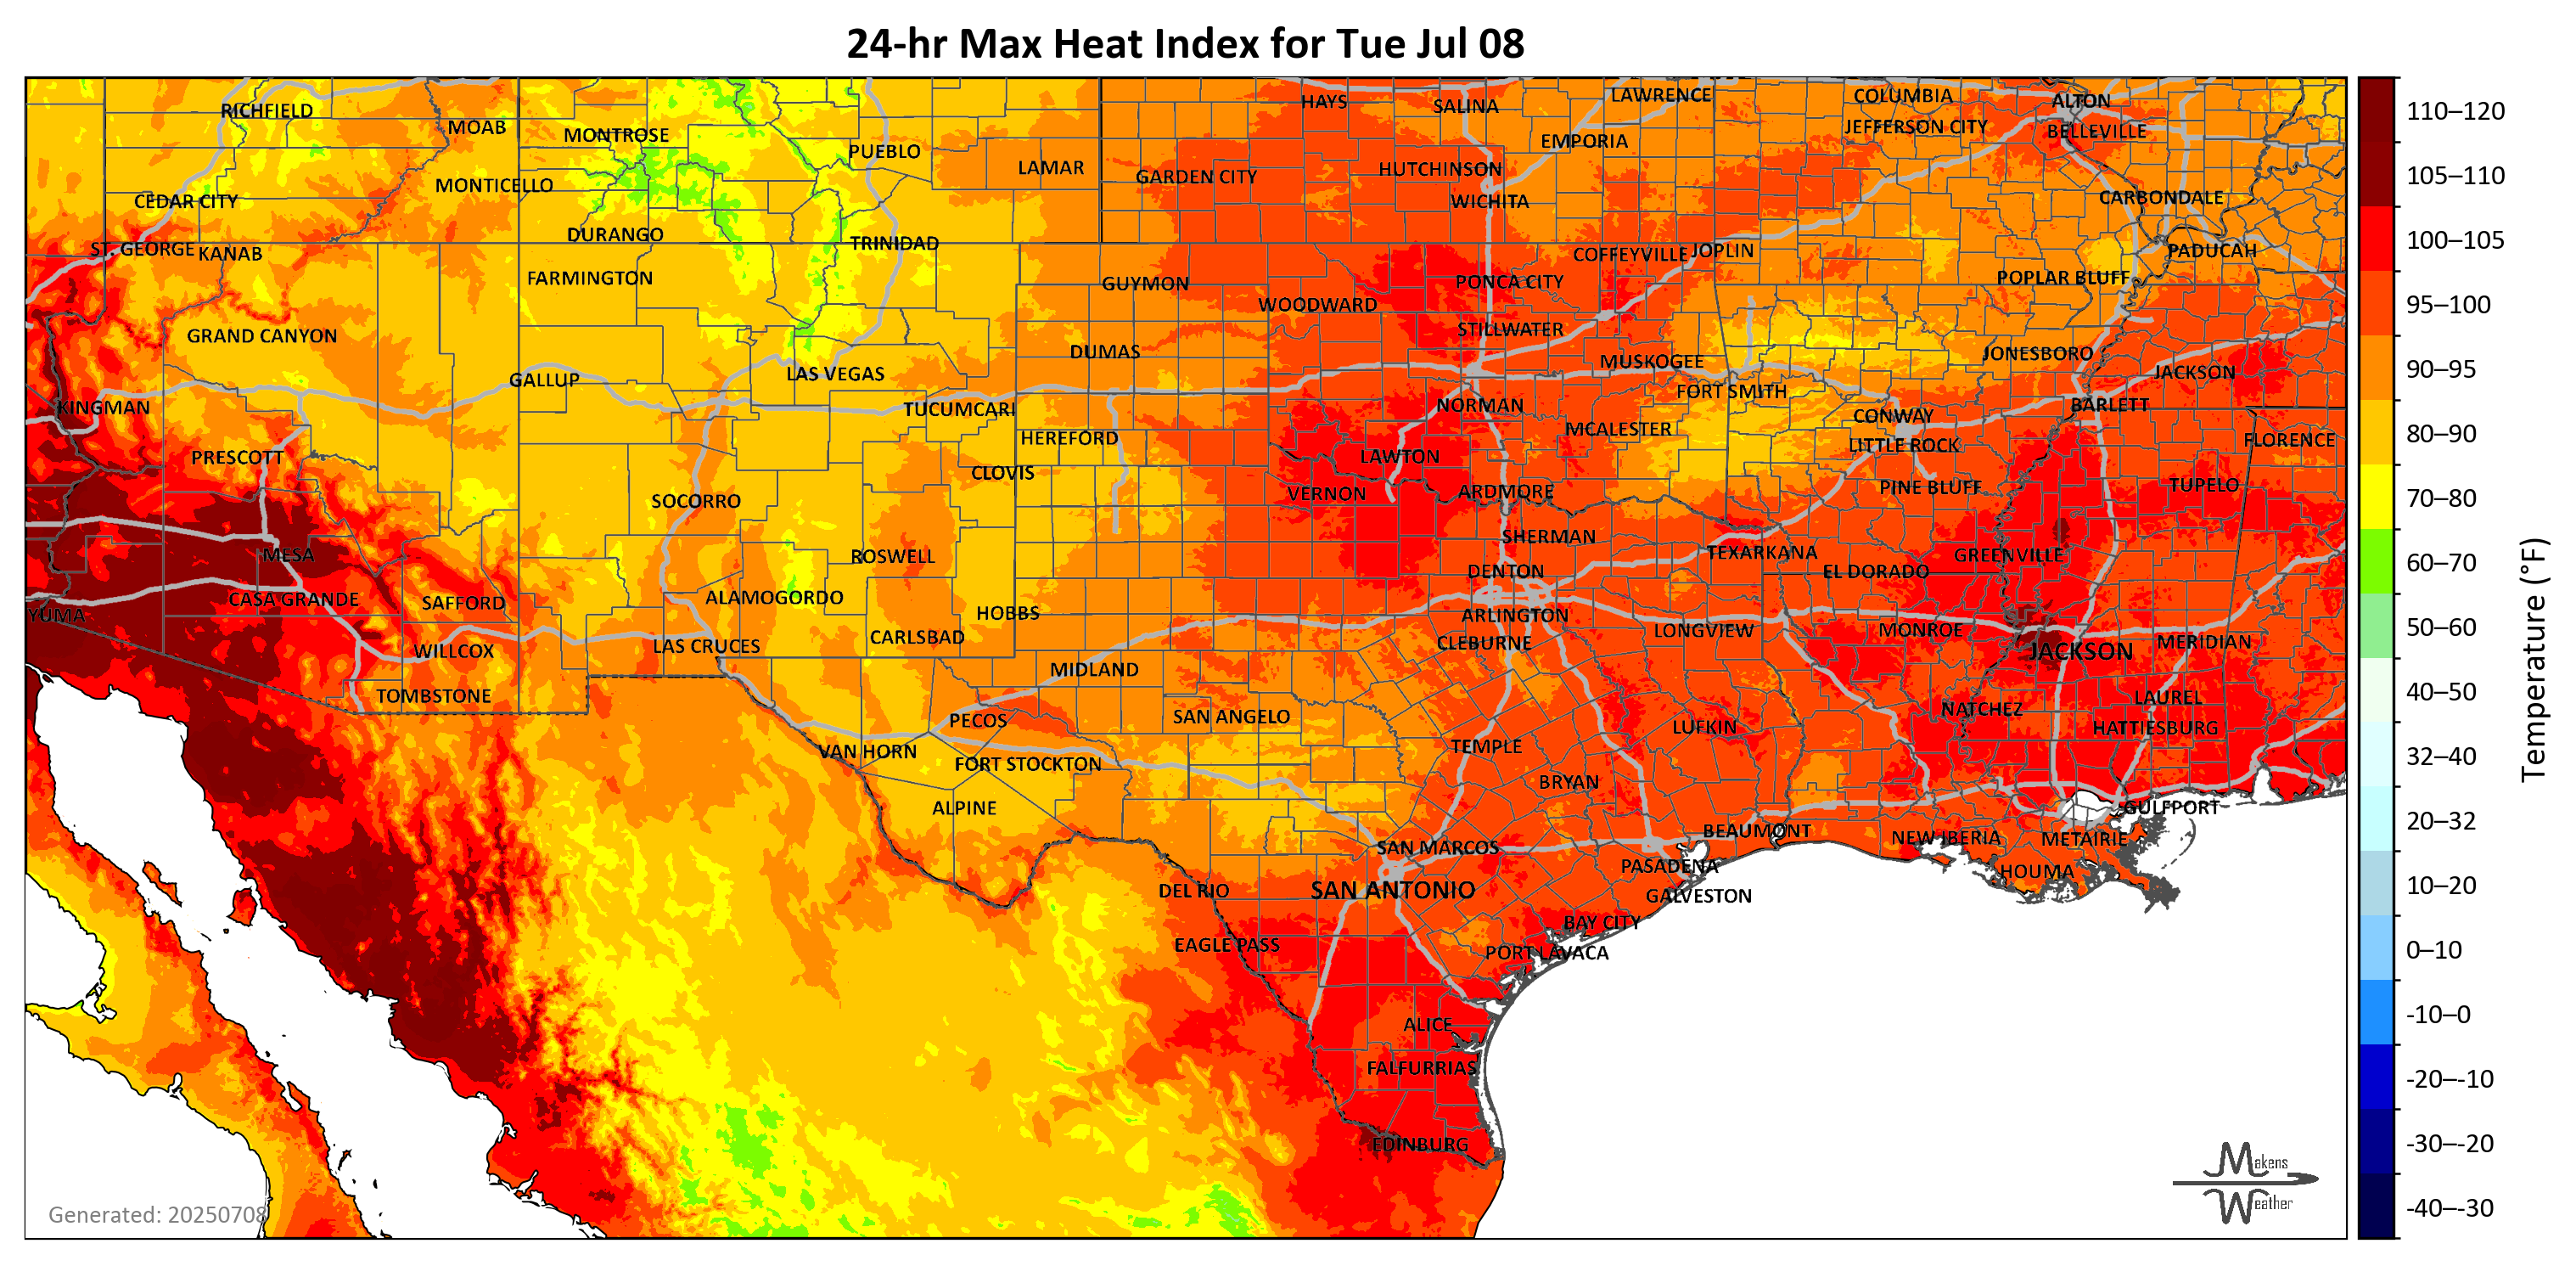 24-hr Max Heat Index for Tue Jul 08
RICHFIELD
MOAB
MONTROSE
PUEBLO
LAMAR
HAYS
SALINA
LAWRENCE
EMPORIA
COLUMBIA
JEFFERSON CITY
ALTON
BELLEVILLE
CEDAR CITY
MONTICELLO
GARDEN CITY
HUTCHINSON
WICHITA
CARBONDALE
ST. GEORGE
KANAB
DURANGO
TRINIDAD
FARMINGTON
GUYMON
WOODWARD
PONCA CITY
COFFEYVILLE
JOPLIN
POPLAR BLUFF
PADUCAH
GRAND CANYON
STILLWATER
DUMAS
MUSKOGEE
JONESBORO
JACKSON
GALLUP
LAS VEGAS
FORT SMITH
KINGMAN
TUCUMCARI
NORMAN
CONWAY
BARLETT
HEREFORD
MCALESTER
LITTLE ROCK
FLORENCE
PRESCOTT
CLOVIS
LAWTON
SOCORRO
VERNON
ARDMORE
PINE BLUFF
TUPELO
MESA
ROSWELL
SHERMAN
TEXARKANA
GREENVILLE
DENTON
EL DORADO
YUMA
CASA GRANDE
SAFFORD
ALAMOGORDO
HOBBS
ARLINGTON
WILLCOX
LAS CRUCES
CARLSBAD
CLEBURNE
LONGVIEW
MONROE
JACKSON
MERIDIAN
TOMBSTONE
MIDLAND
PECOS
SAN ANGELO
LUFKIN
NATCHEZ
LAUREL
HATTIESBURG
VAN HORN
FORT STOCKTON
TEMPLE
BRYAN
ALPINE
GULFPORT
BEAUMONT
NEW IBERIA
METAIRIE
SAN MARCOS
PASADENA
HOUMA
DEL RIO
SAN ANTONIO
GALVESTON
BAY CITY
EAGLE PASS
PORT LAVACA
ALICE
FALFURRIAS
EDINBURG
Generated: 20250708
Makens
Weather
110–120
105–110
100–105
95–100
90–95
80–90
70–80
60–70
50–60
40–50
32–40
20–32
10–20
0–10
-10–0
-20–-10
-30–-20
-40–-30
Temperature (°F)